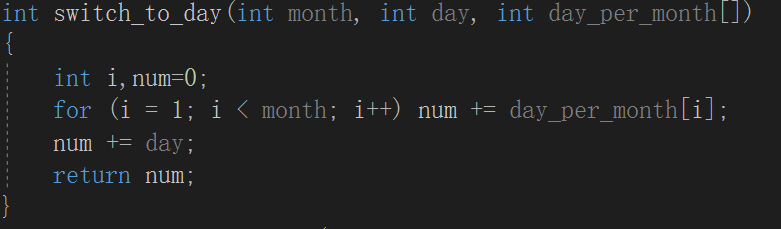 int switch_to_day(int month, int day, int day_per_month[])
{
    int i,num=0;
    for (i = 1; i < month; i++) num += day_per_month[i];
    num += day;
    return num;
}